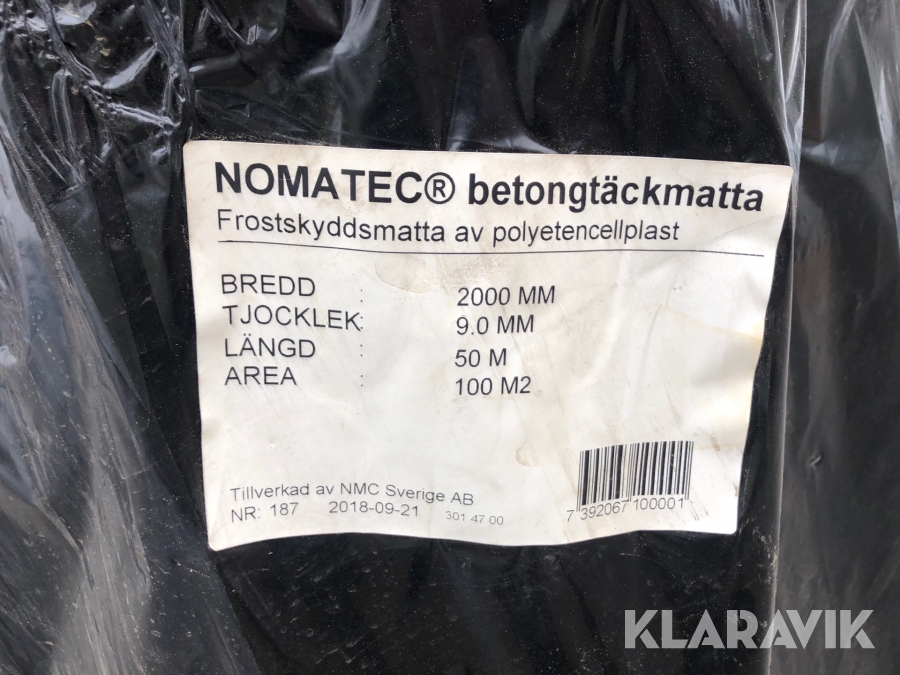 NOMATEC® betongtäckmatta
Frostskyddsmatta av polyetencellplast
BREDD : 2000 MM
TJOCKLEK: 9.0 MM
LÄNGD : 50 M
AREA : 100 M2
Tillverkad av NMC Sverige AB
NR: 187 2018-09-21 301 47 00
7 392067 100001
KLARAVIK